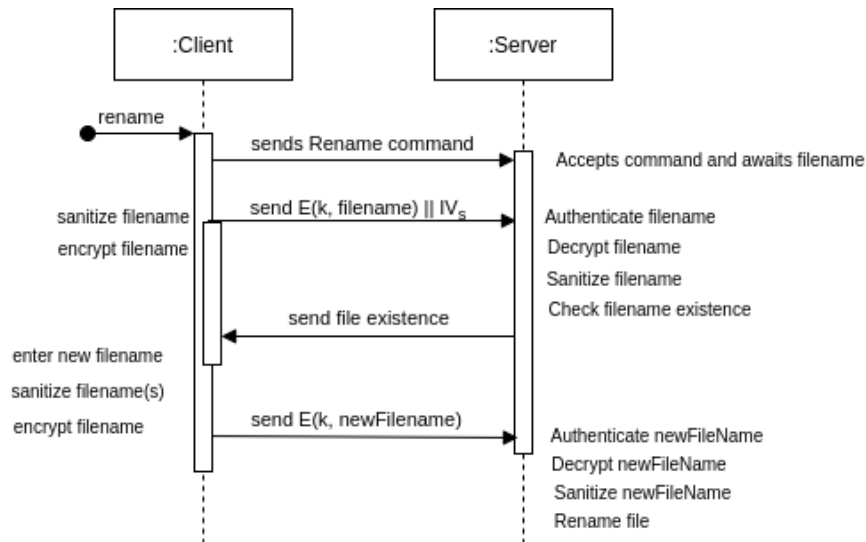 :Client
:Server
rename
sends Rename command
Accepts command and awaits filename
sanitize filename
send E(k, filename) || IVs
Authenticate filename
encrypt filename
Decrypt filename
Sanitize filename
Check filename existence
send file existence
enter new filename
sanitize filename(s)
encrypt filename
send E(k, newFilename)
Authenticate newFileName
Decrypt newFileName
Sanitize newFileName
Rename file